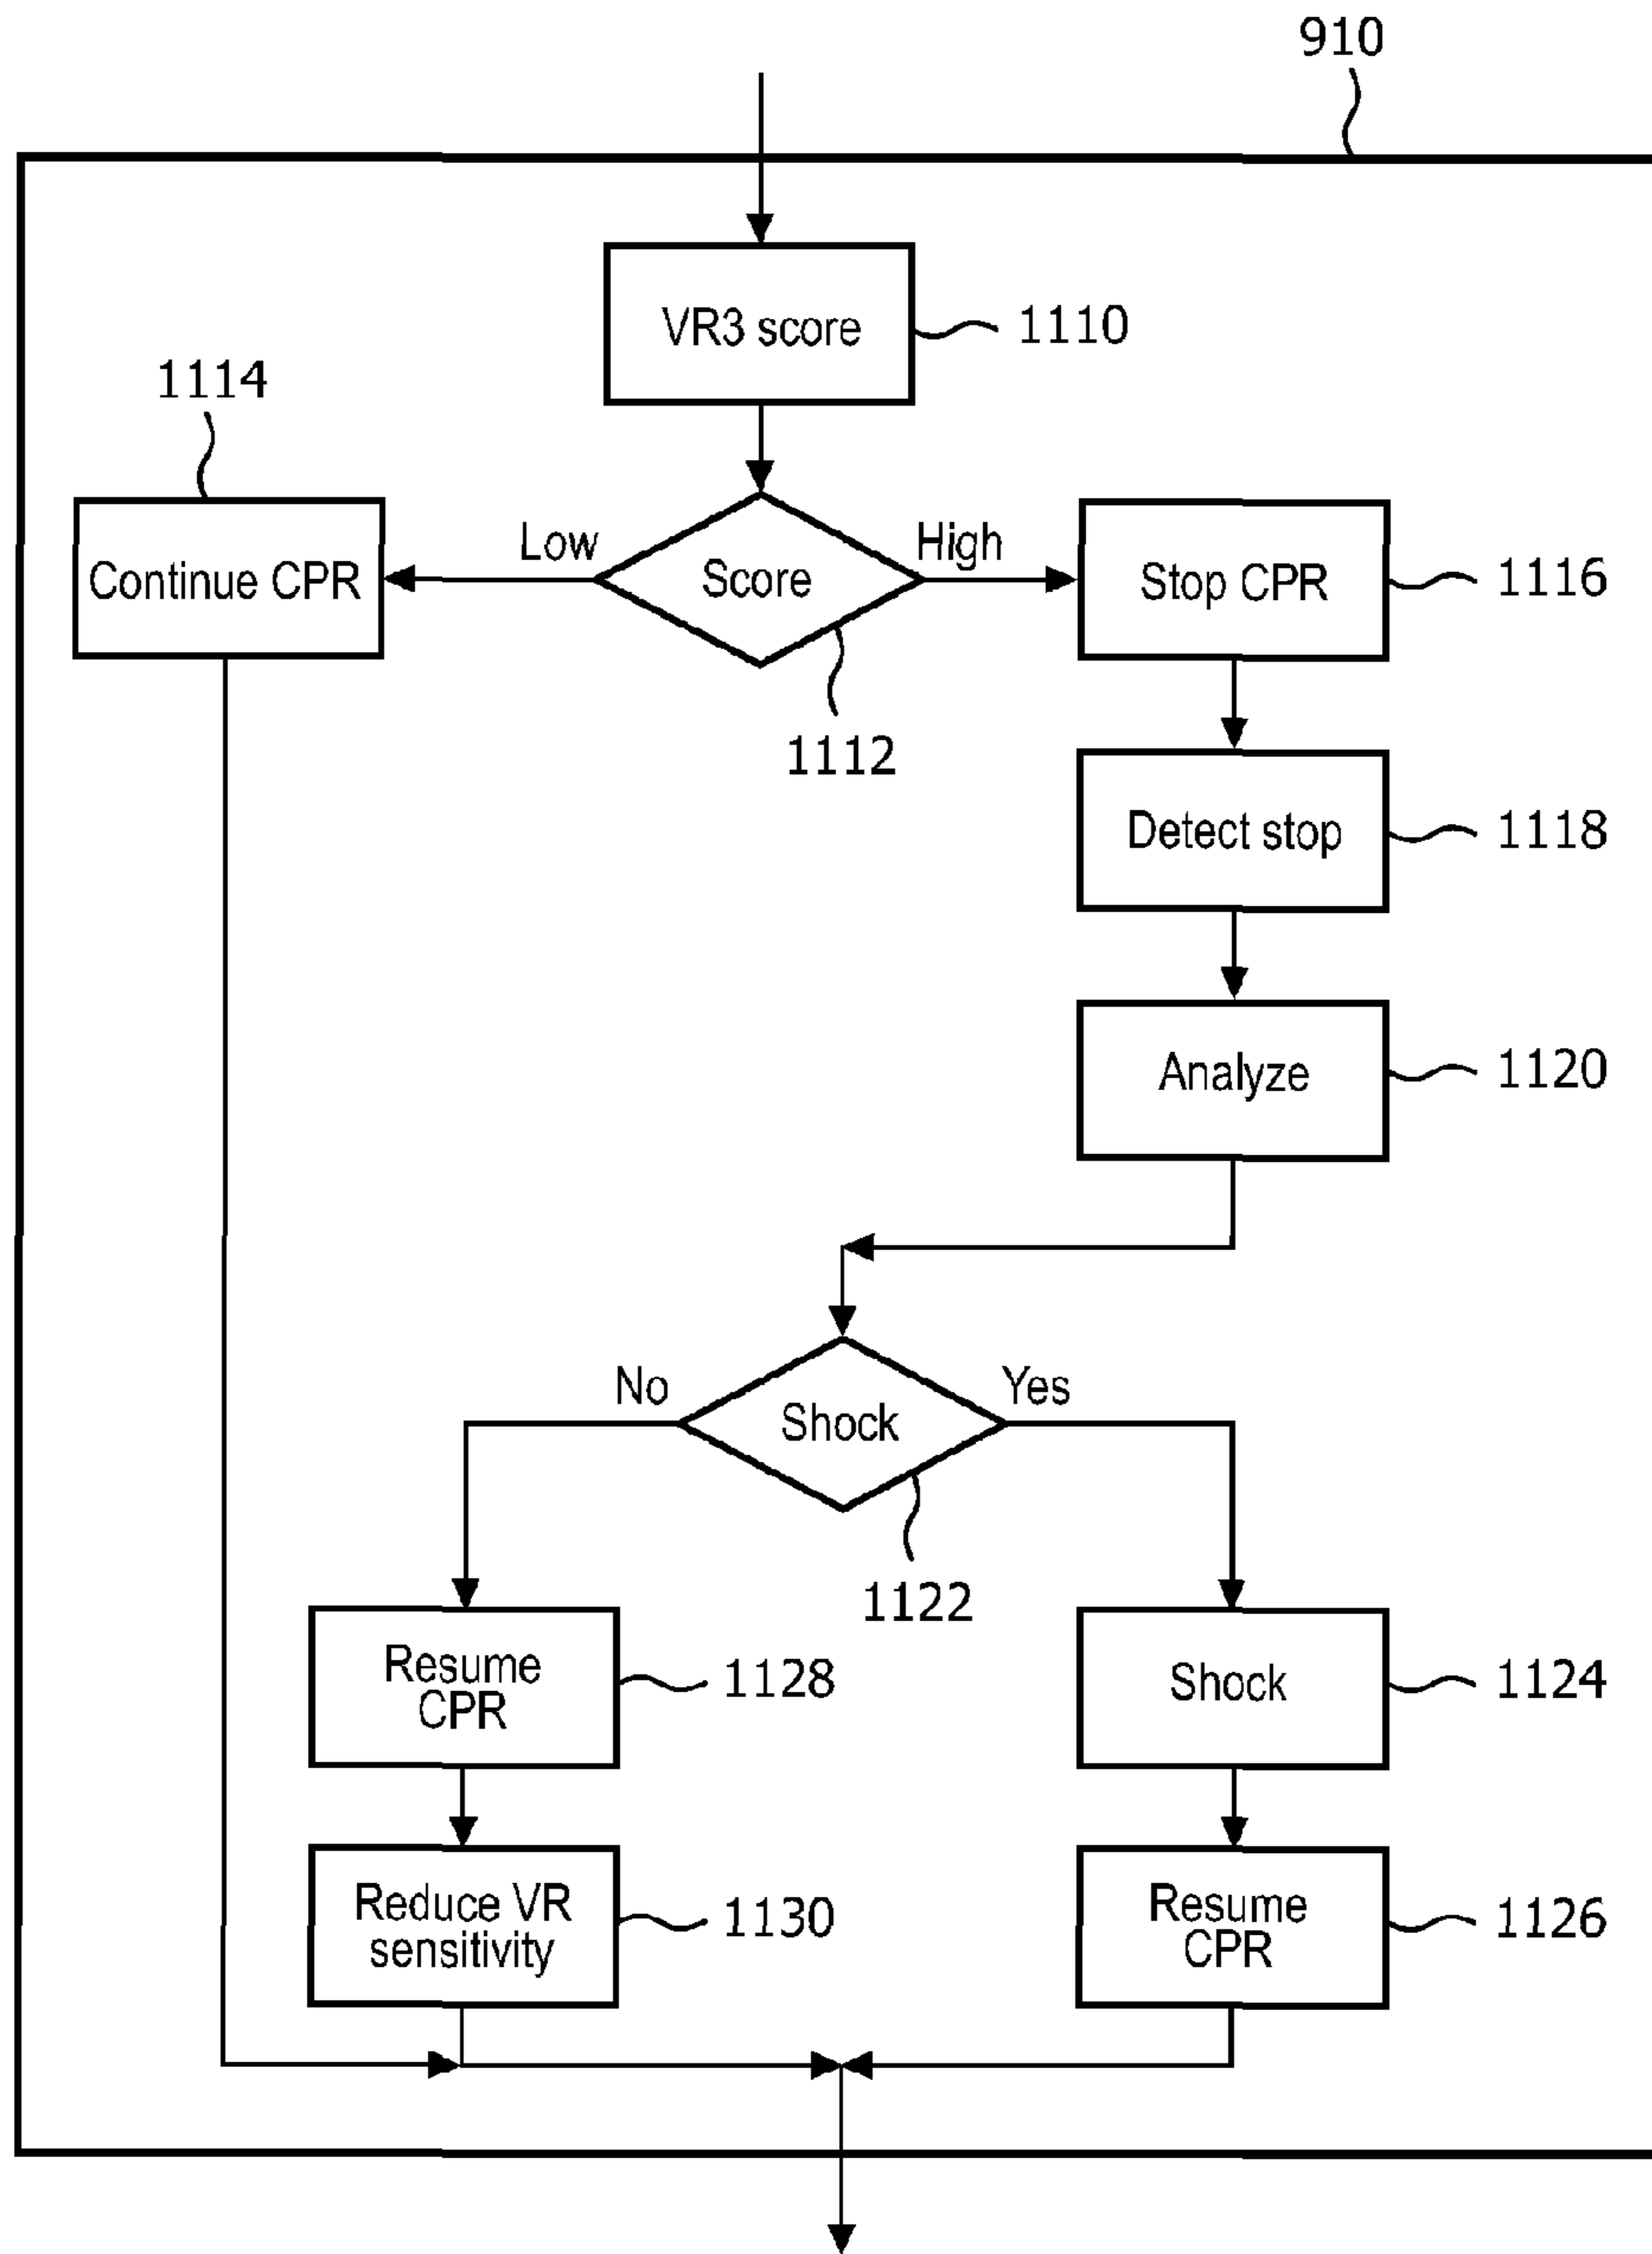 910
VR3 score
1110
1114
Low
High
Continue CPR
Score
Stop CPR
1116
1112
Detect stop
1118
Analyze
1120
No
Yes
Shock
1122
Resume
CPR
1128
Shock
1124
Reduce VR
sensitivity
1130
Resume
CPR
1126